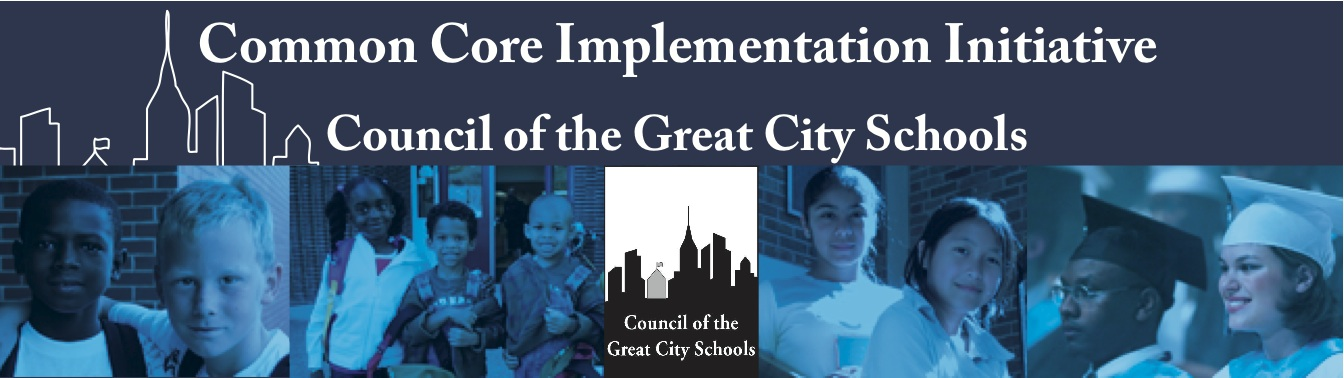 Common Core Implementation Initiative
Council of the Great City Schools
Council of the
Great City Schools